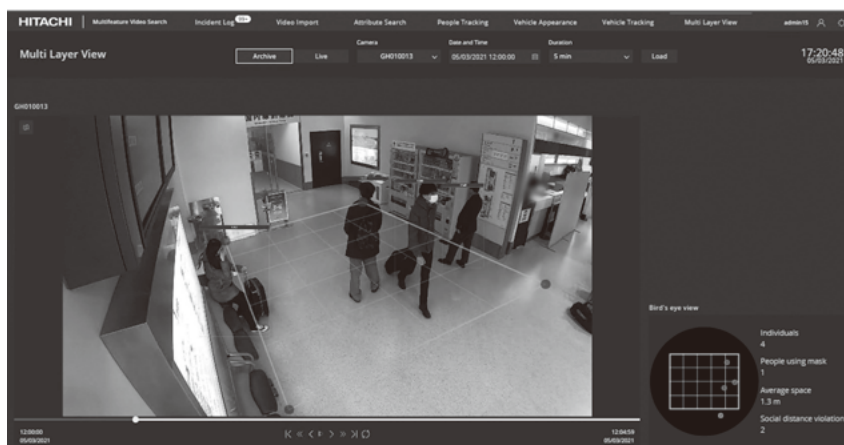 HITACHI Multifeature Video Search Incident Log 99+ Video Import Attribute Search People Tracking Vehicle Appearance Vehicle Tracking Multi Layer View admin15
Camera Date and Time Duration
Multi Layer View Archive Live GH010013 05/03/2021 12:00:00 5 min Load 17:20:48
05/03/2021
GH010013
Bird's eye view
Individuals
4
People using mask
1
Average space
1.3 m
Social distance violation
2
12:00:00 12:04:59
05/03/2021 05/03/2021